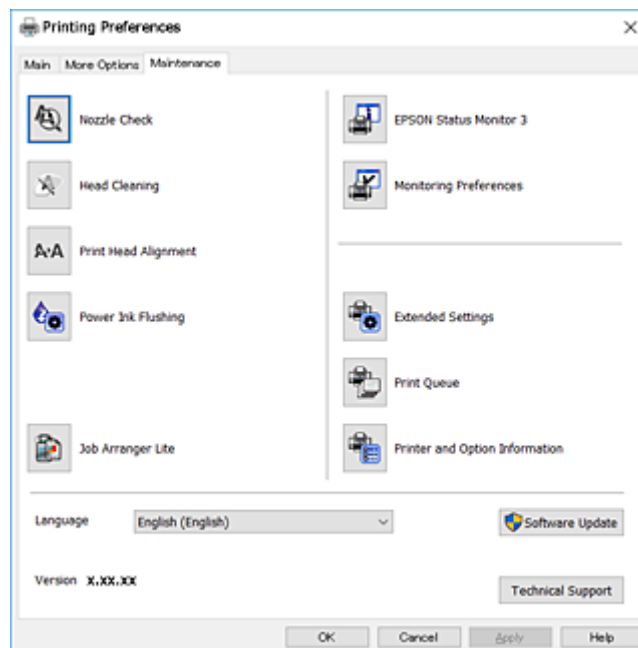 Printing Preferences
Main
More Options
Maintenance
Nozzle Check
Head Cleaning
A·A
Print Head Alignment
Power Ink Flushing
Job Arranger Lite
EPSON Status Monitor 3
Monitoring Preferences
Extended Settings
Print Queue
Printer and Option Information
Language
English (English)
Software Update
Version X.XX.XX
Technical Support
OK
Cancel
Apply
Help